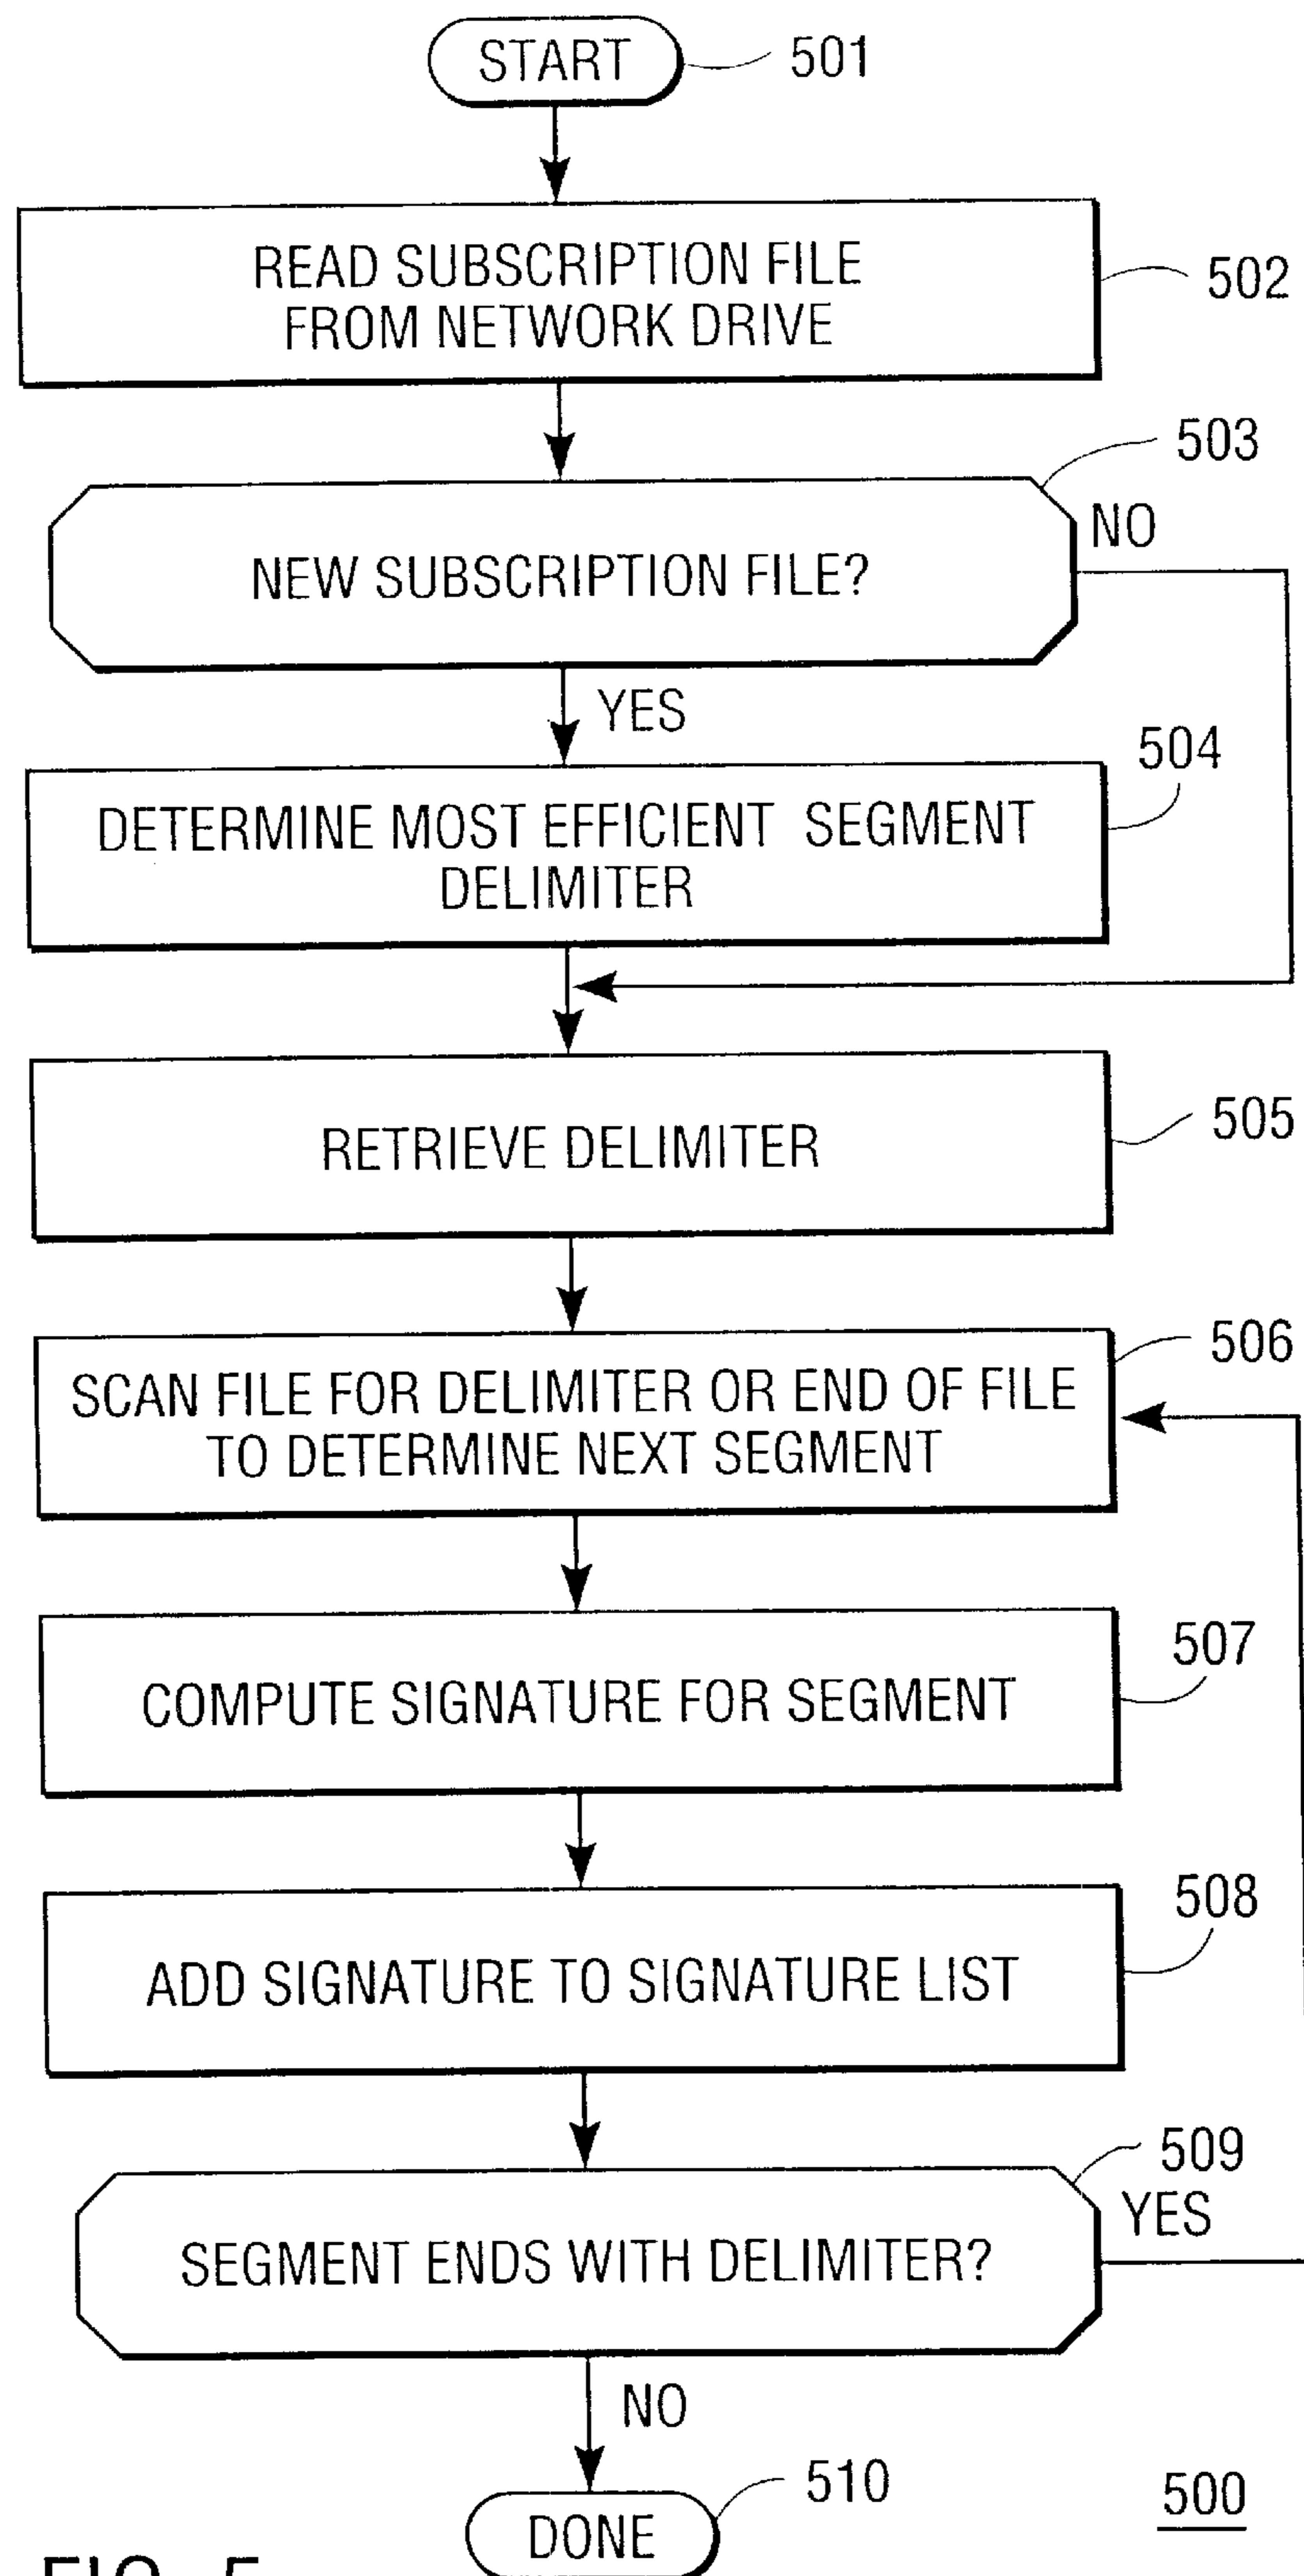 START
501
READ SUBSCRIPTION FILE
FROM NETWORK DRIVE
502
503
NEW SUBSCRIPTION FILE?
NO
YES
504
DETERMINE MOST EFFICIENT SEGMENT
DELIMITER
RETRIEVE DELIMITER
505
506
SCAN FILE FOR DELIMITER OR END OF FILE
TO DETERMINE NEXT SEGMENT
507
COMPUTE SIGNATURE FOR SEGMENT
508
ADD SIGNATURE TO SIGNATURE LIST
509
YES
SEGMENT ENDS WITH DELIMITER?
NO
510
DONE
500
FIG. 5